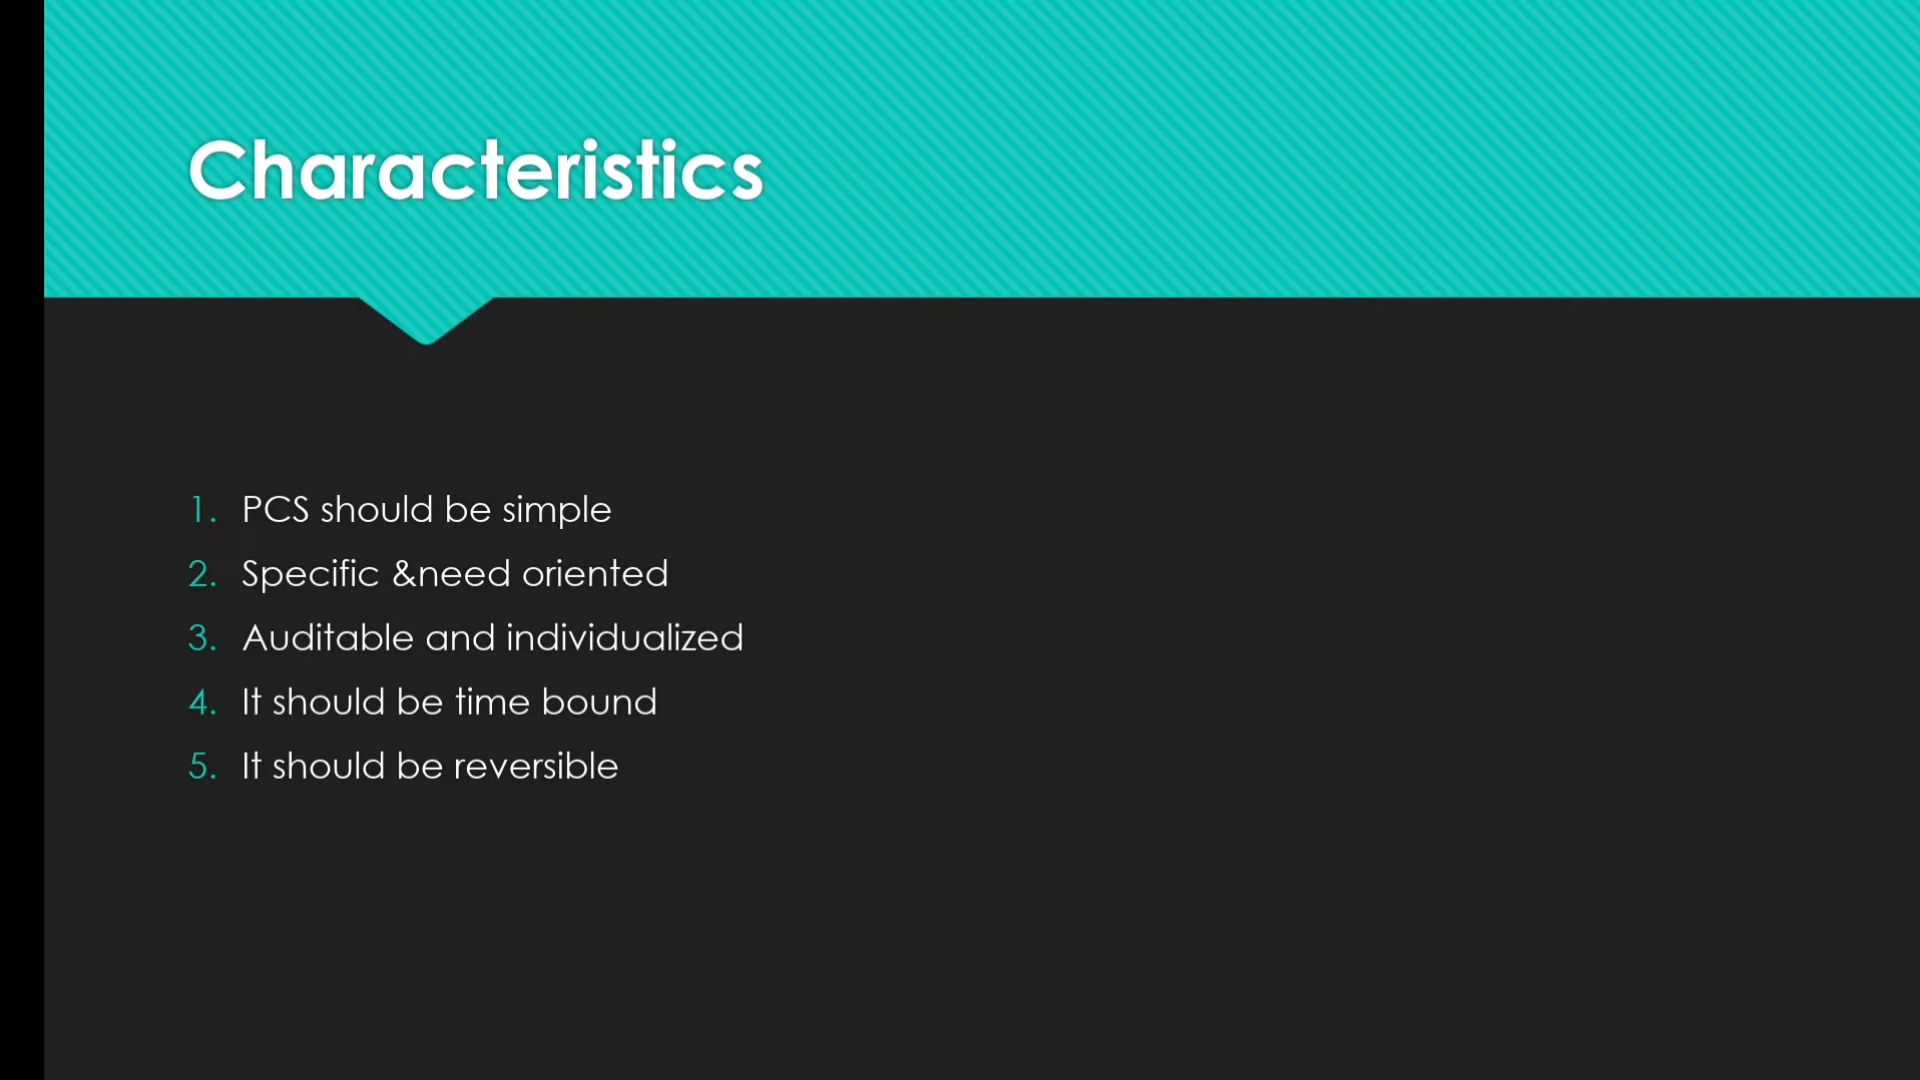 Characteristics
1. PCS should be simple
2. Specific &need oriented
3. Auditable and individualized
4. It should be time bound
5. It should be reversible